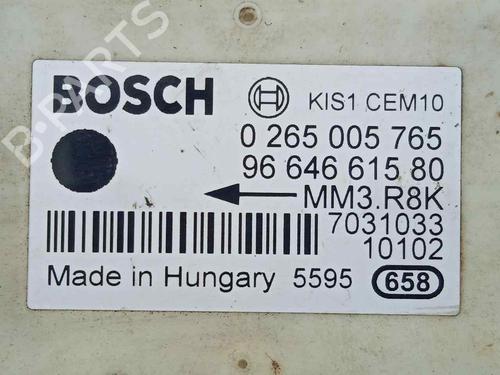 BOSCH KIS1 CEM10
0 265 005 765
96 646 615 80
MM3.R8K
7031033
10102
Made in Hungary 5595 658
B-PARTS